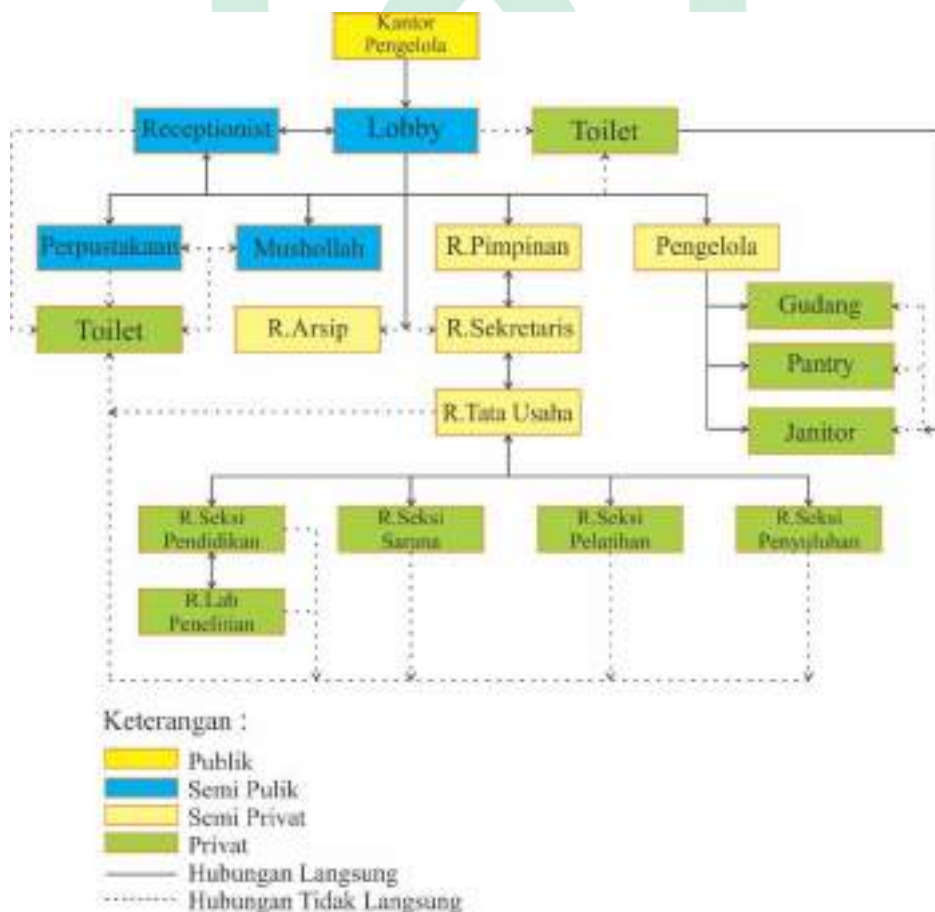 Kantor
Pengelola
Receptionist
Lobby
Toilet
Perpustakaan
Mushollah
R.Pimpinan
Pengelola
Toilet
R.Arsip
R.Sekretaris
Gudang
Pantry
R.Tata Usaha
Janitor
R.Seksi
Pendidikan
R.Seksi
Sarana
R.Seksi
Pelatihan
R.Seksi
Penyuluhan
R.Lab
Penelitian
Keterangan :
Publik
Semi Pulik
Semi Privat
Privat
Hubungan Langsung
Hubungan Tidak Langsung